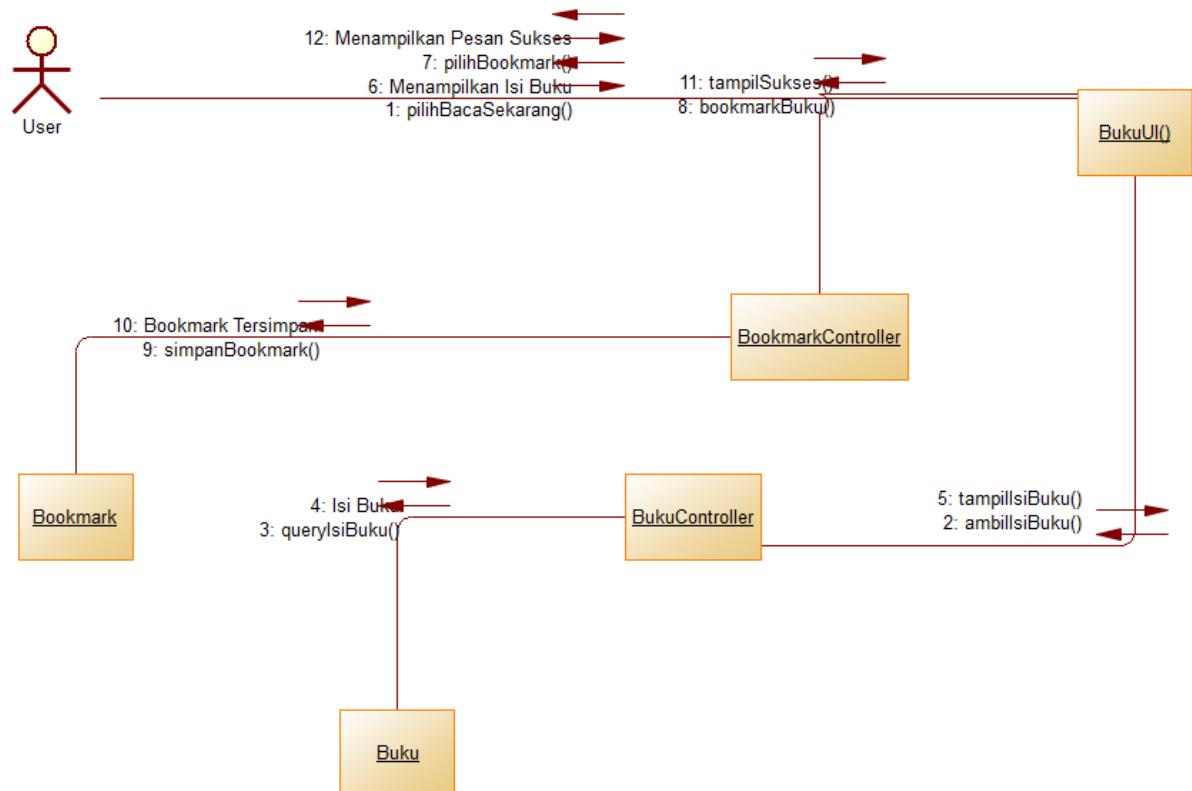 12: Menampilkan Pesan Sukses
7: pilihBookmark()
6: Menampilkan Isi Buku
1: pilihBacaSekarang()
11: tampilSukses()
8: bookmarkBuku()
User
BukuUI()
10: Bookmark Tersimpan
9: simpanBookmark()
BookmarkController
4: Isi Buku
3: queryIsiBuku()
Bookmark
BukuController
5: tampilIsiBuku()
2: ambilIsiBuku()
Buku